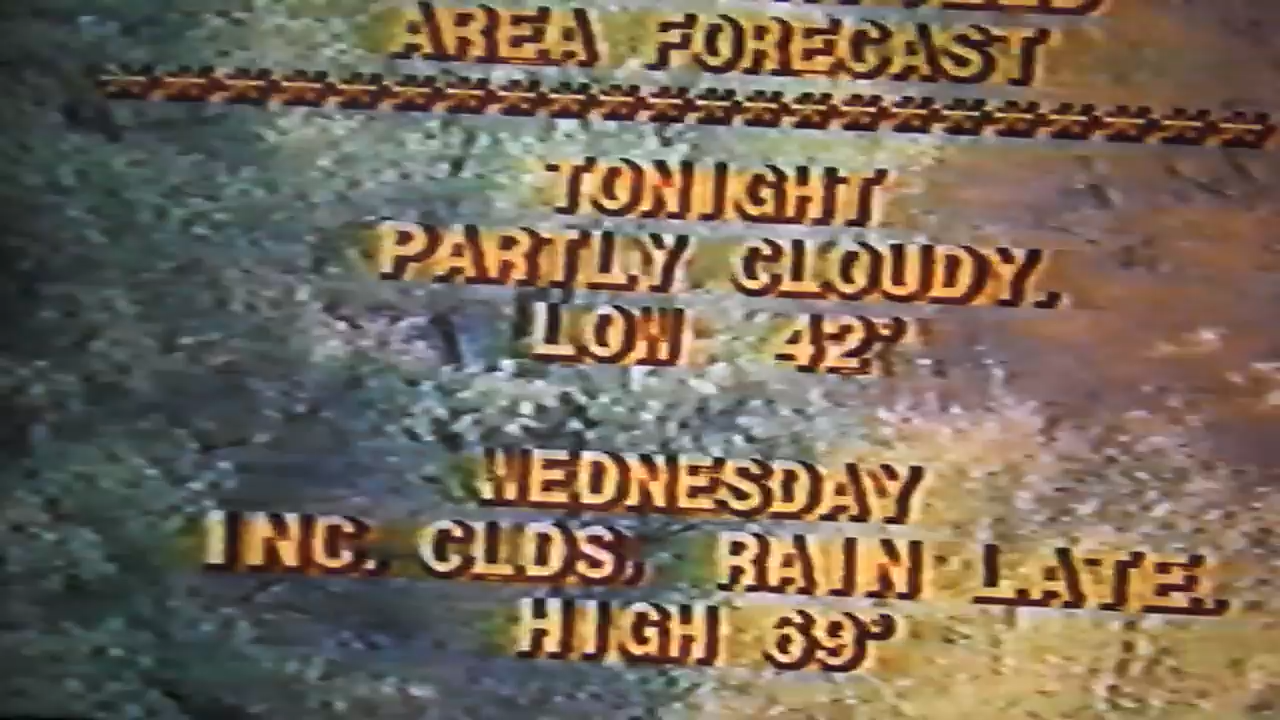 AREA FORECAST
TONIGHT
PARTLY CLOUDY.
LOW 42°
WEDNESDAY
INC. CLDS, RAIN LATE.
HIGH 69°